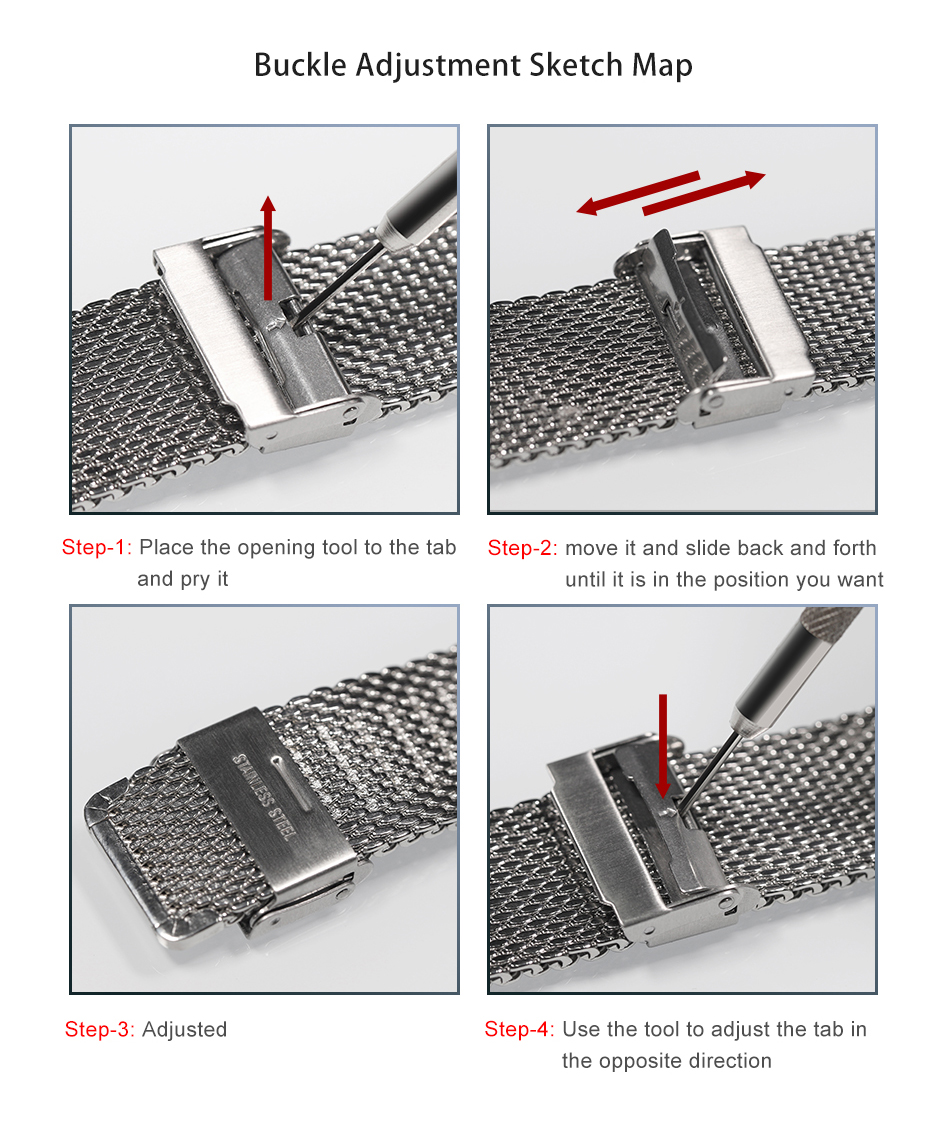 Buckle Adjustment Sketch Map
Step-1: Place the opening tool to the tab
and pry it
Step-2: move it and slide back and forth
until it is in the position you want
STAINLESS STEEL
Step-3: Adjusted
Step-4: Use the tool to adjust the tab in
the opposite direction